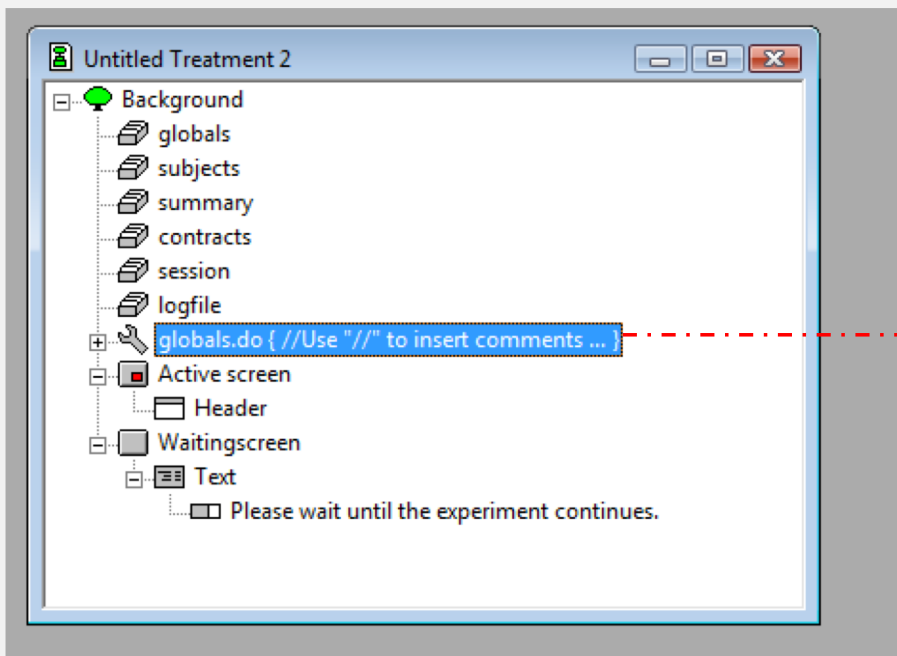 Untitled Treatment 2
Background
globals
subjects
summary
contracts
session
logfile
globals.do { //Use "//" to insert comments ... }
Active screen
Header
Waitingscreen
Text
Please wait until the experiment continues.